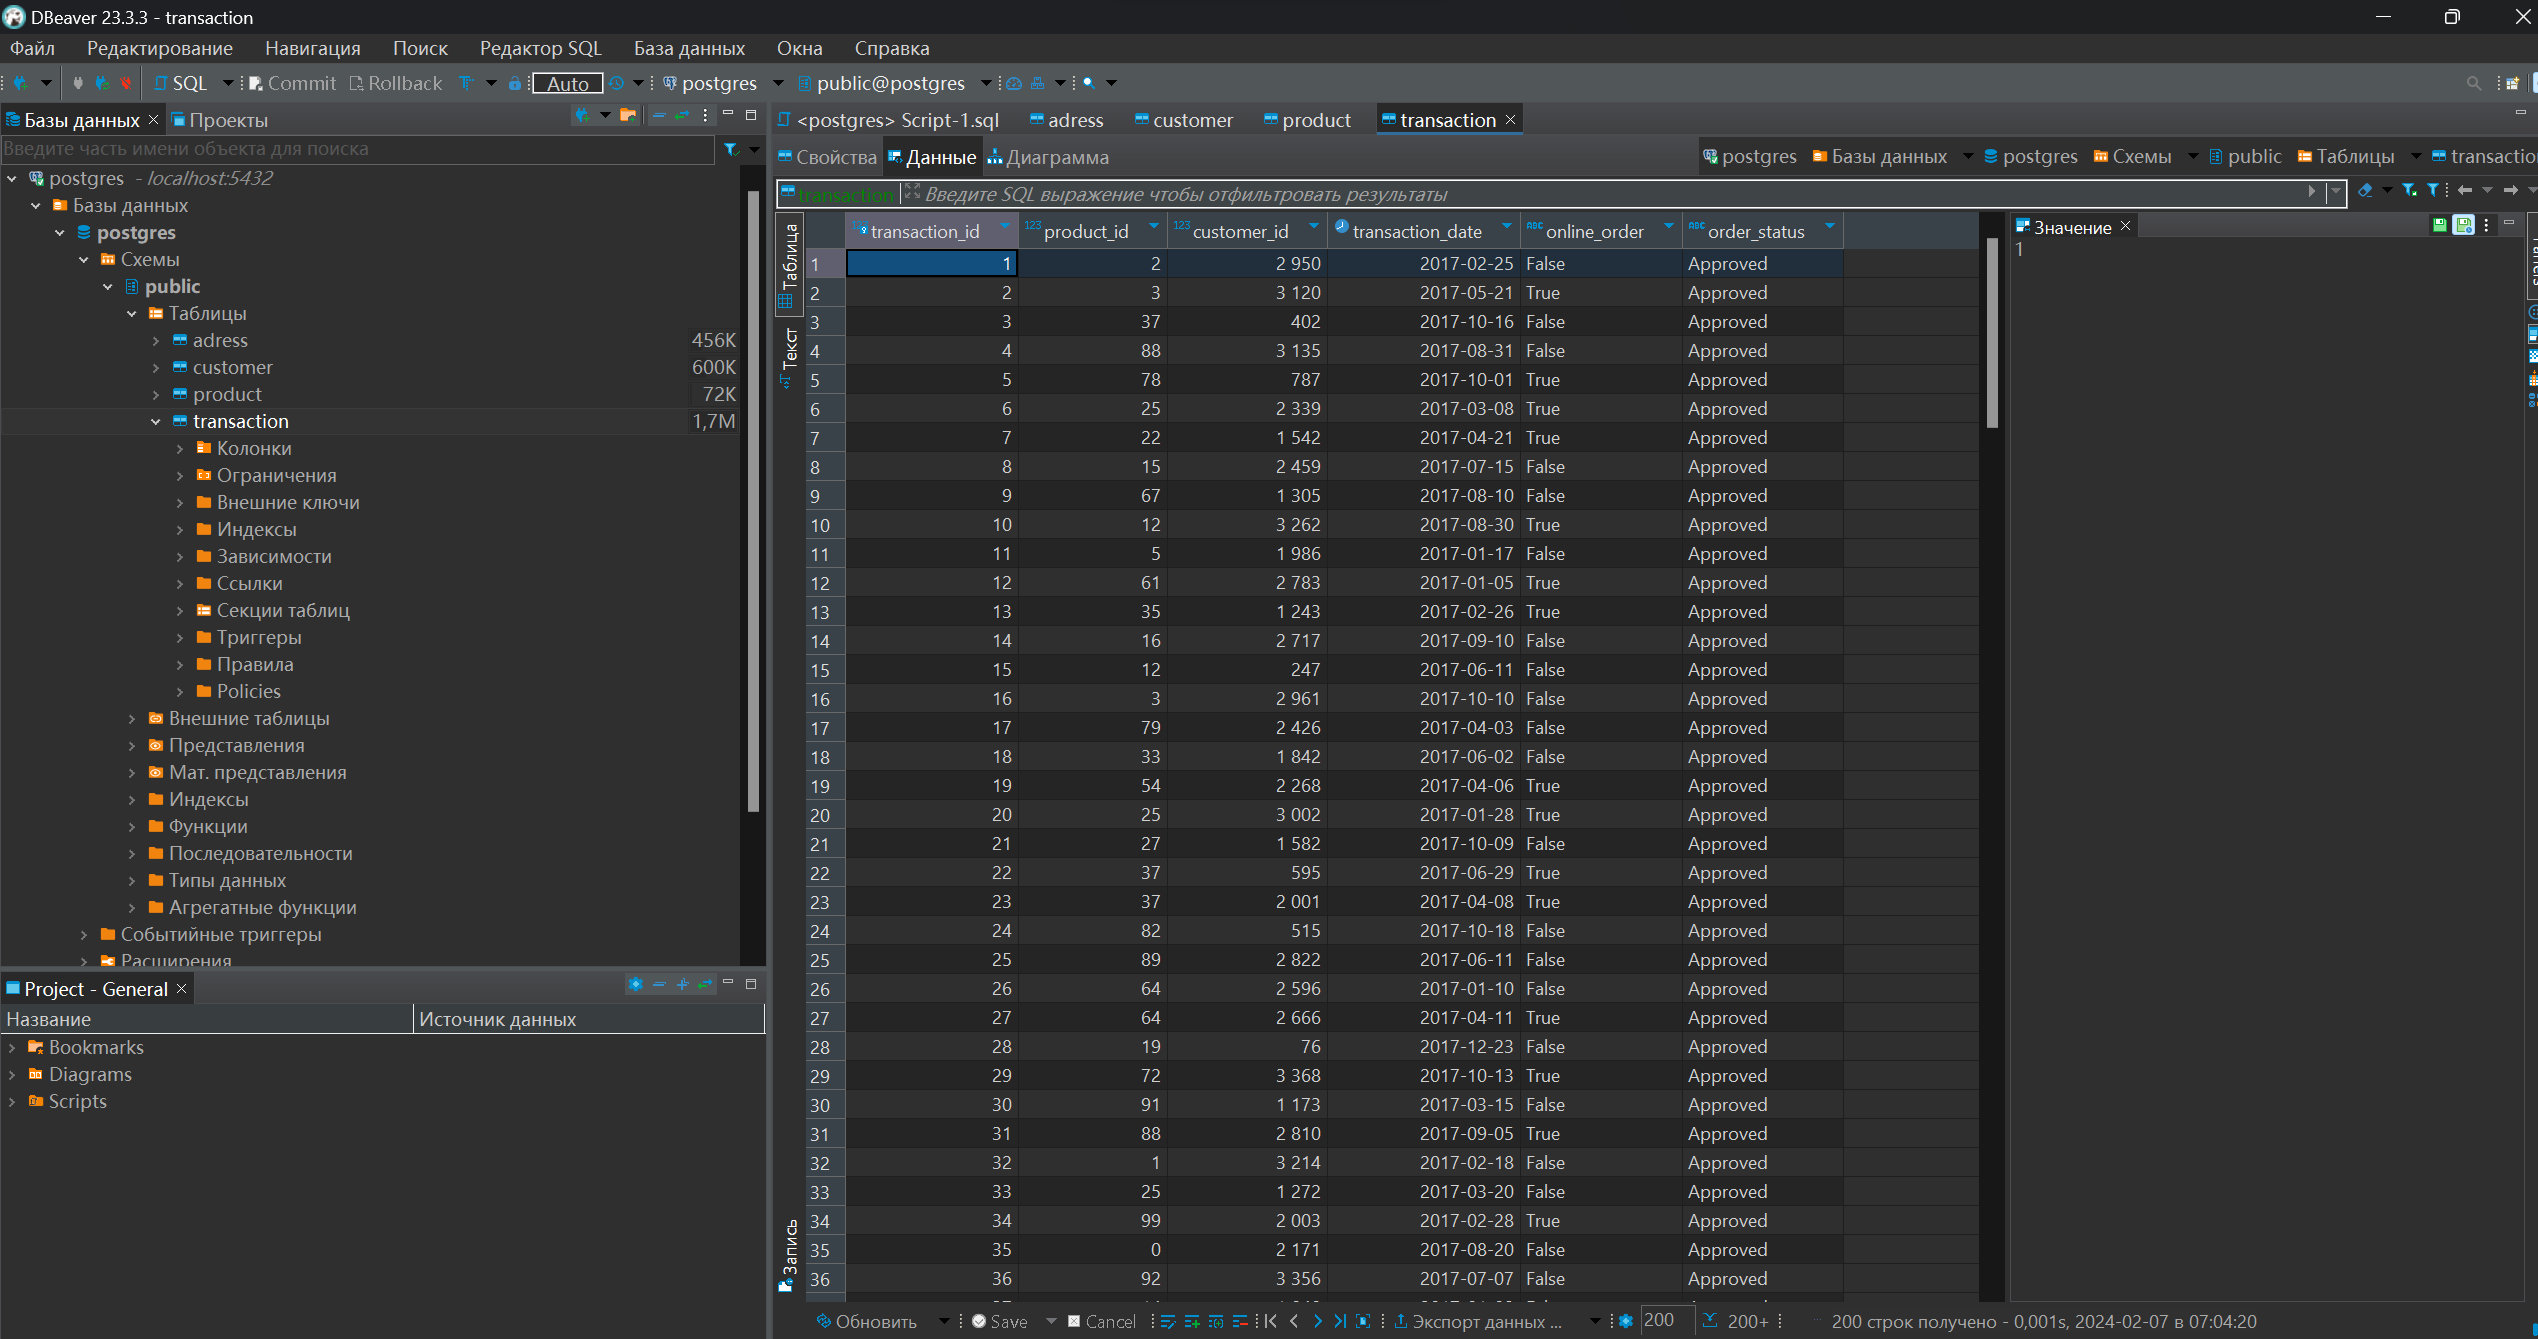 DBeaver 23.3.3 - transaction
Файл Редактирование Навигация Поиск Редактор SQL База данных Окна Справка
SQL Commit Rollback Auto postgres public@postgres
Базы данных Проекты
Введите часть имени объекта для поиска
postgres - localhost:5432
Базы данных
postgres
Схемы
public
Таблицы
adress 456K
customer 600K
product 72K
transaction 1,7M
Колонки
Ограничения
Внешние ключи
Индексы
Зависимости
Ссылки
Секции таблиц
Триггеры
Правила
Policies
Внешние таблицы
Представления
Мат. представления
Индексы
Функции
Последовательности
Типы данных
Агрегатные функции
Событийные триггеры
Расширения
Project - General
Название Источник данных
Bookmarks
Diagrams
Scripts
<postgres> Script-1.sql adress customer product transaction
Свойства Данные Диаграмма postgres Базы данных postgres Схемы public Таблицы transactio
transaction Введите SQL выражение чтобы отфильтровать результаты
Таблица
Текст
Запись
transaction_id product_id customer_id transaction_date online_order order_status
1 1 2 2 950 2017-02-25 False Approved
2 2 3 3 120 2017-05-21 True Approved
3 3 37 402 2017-10-16 False Approved
4 4 88 3 135 2017-08-31 False Approved
5 5 78 787 2017-10-01 True Approved
6 6 25 2 339 2017-03-08 True Approved
7 7 22 1 542 2017-04-21 True Approved
8 8 15 2 459 2017-07-15 False Approved
9 9 67 1 305 2017-08-10 False Approved
10 10 12 3 262 2017-08-30 True Approved
11 11 5 1 986 2017-01-17 False Approved
12 12 61 2 783 2017-01-05 True Approved
13 13 35 1 243 2017-02-26 True Approved
14 14 16 2 717 2017-09-10 False Approved
15 15 12 247 2017-06-11 False Approved
16 16 3 2 961 2017-10-10 False Approved
17 17 79 2 426 2017-04-03 False Approved
18 18 33 1 842 2017-06-02 False Approved
19 19 54 2 268 2017-04-06 True Approved
20 20 25 3 002 2017-01-28 True Approved
21 21 27 1 582 2017-10-09 False Approved
22 22 37 595 2017-06-29 True Approved
23 23 37 2 001 2017-04-08 True Approved
24 24 82 515 2017-10-18 False Approved
25 25 89 2 822 2017-06-11 False Approved
26 26 64 2 596 2017-01-10 False Approved
27 27 64 2 666 2017-04-11 True Approved
28 28 19 76 2017-12-23 False Approved
29 29 72 3 368 2017-10-13 True Approved
30 30 91 1 173 2017-03-15 False Approved
31 31 88 2 810 2017-09-05 True Approved
32 32 1 3 214 2017-02-18 False Approved
33 33 25 1 272 2017-03-20 False Approved
34 34 99 2 003 2017-02-28 True Approved
35 35 0 2 171 2017-08-20 False Approved
36 36 92 3 356 2017-07-07 False Approved
Значение
1
Обновить Save Cancel Экспорт данных ... 200 200+ 200 строк получено - 0,001s, 2024-02-07 в 07:04:20